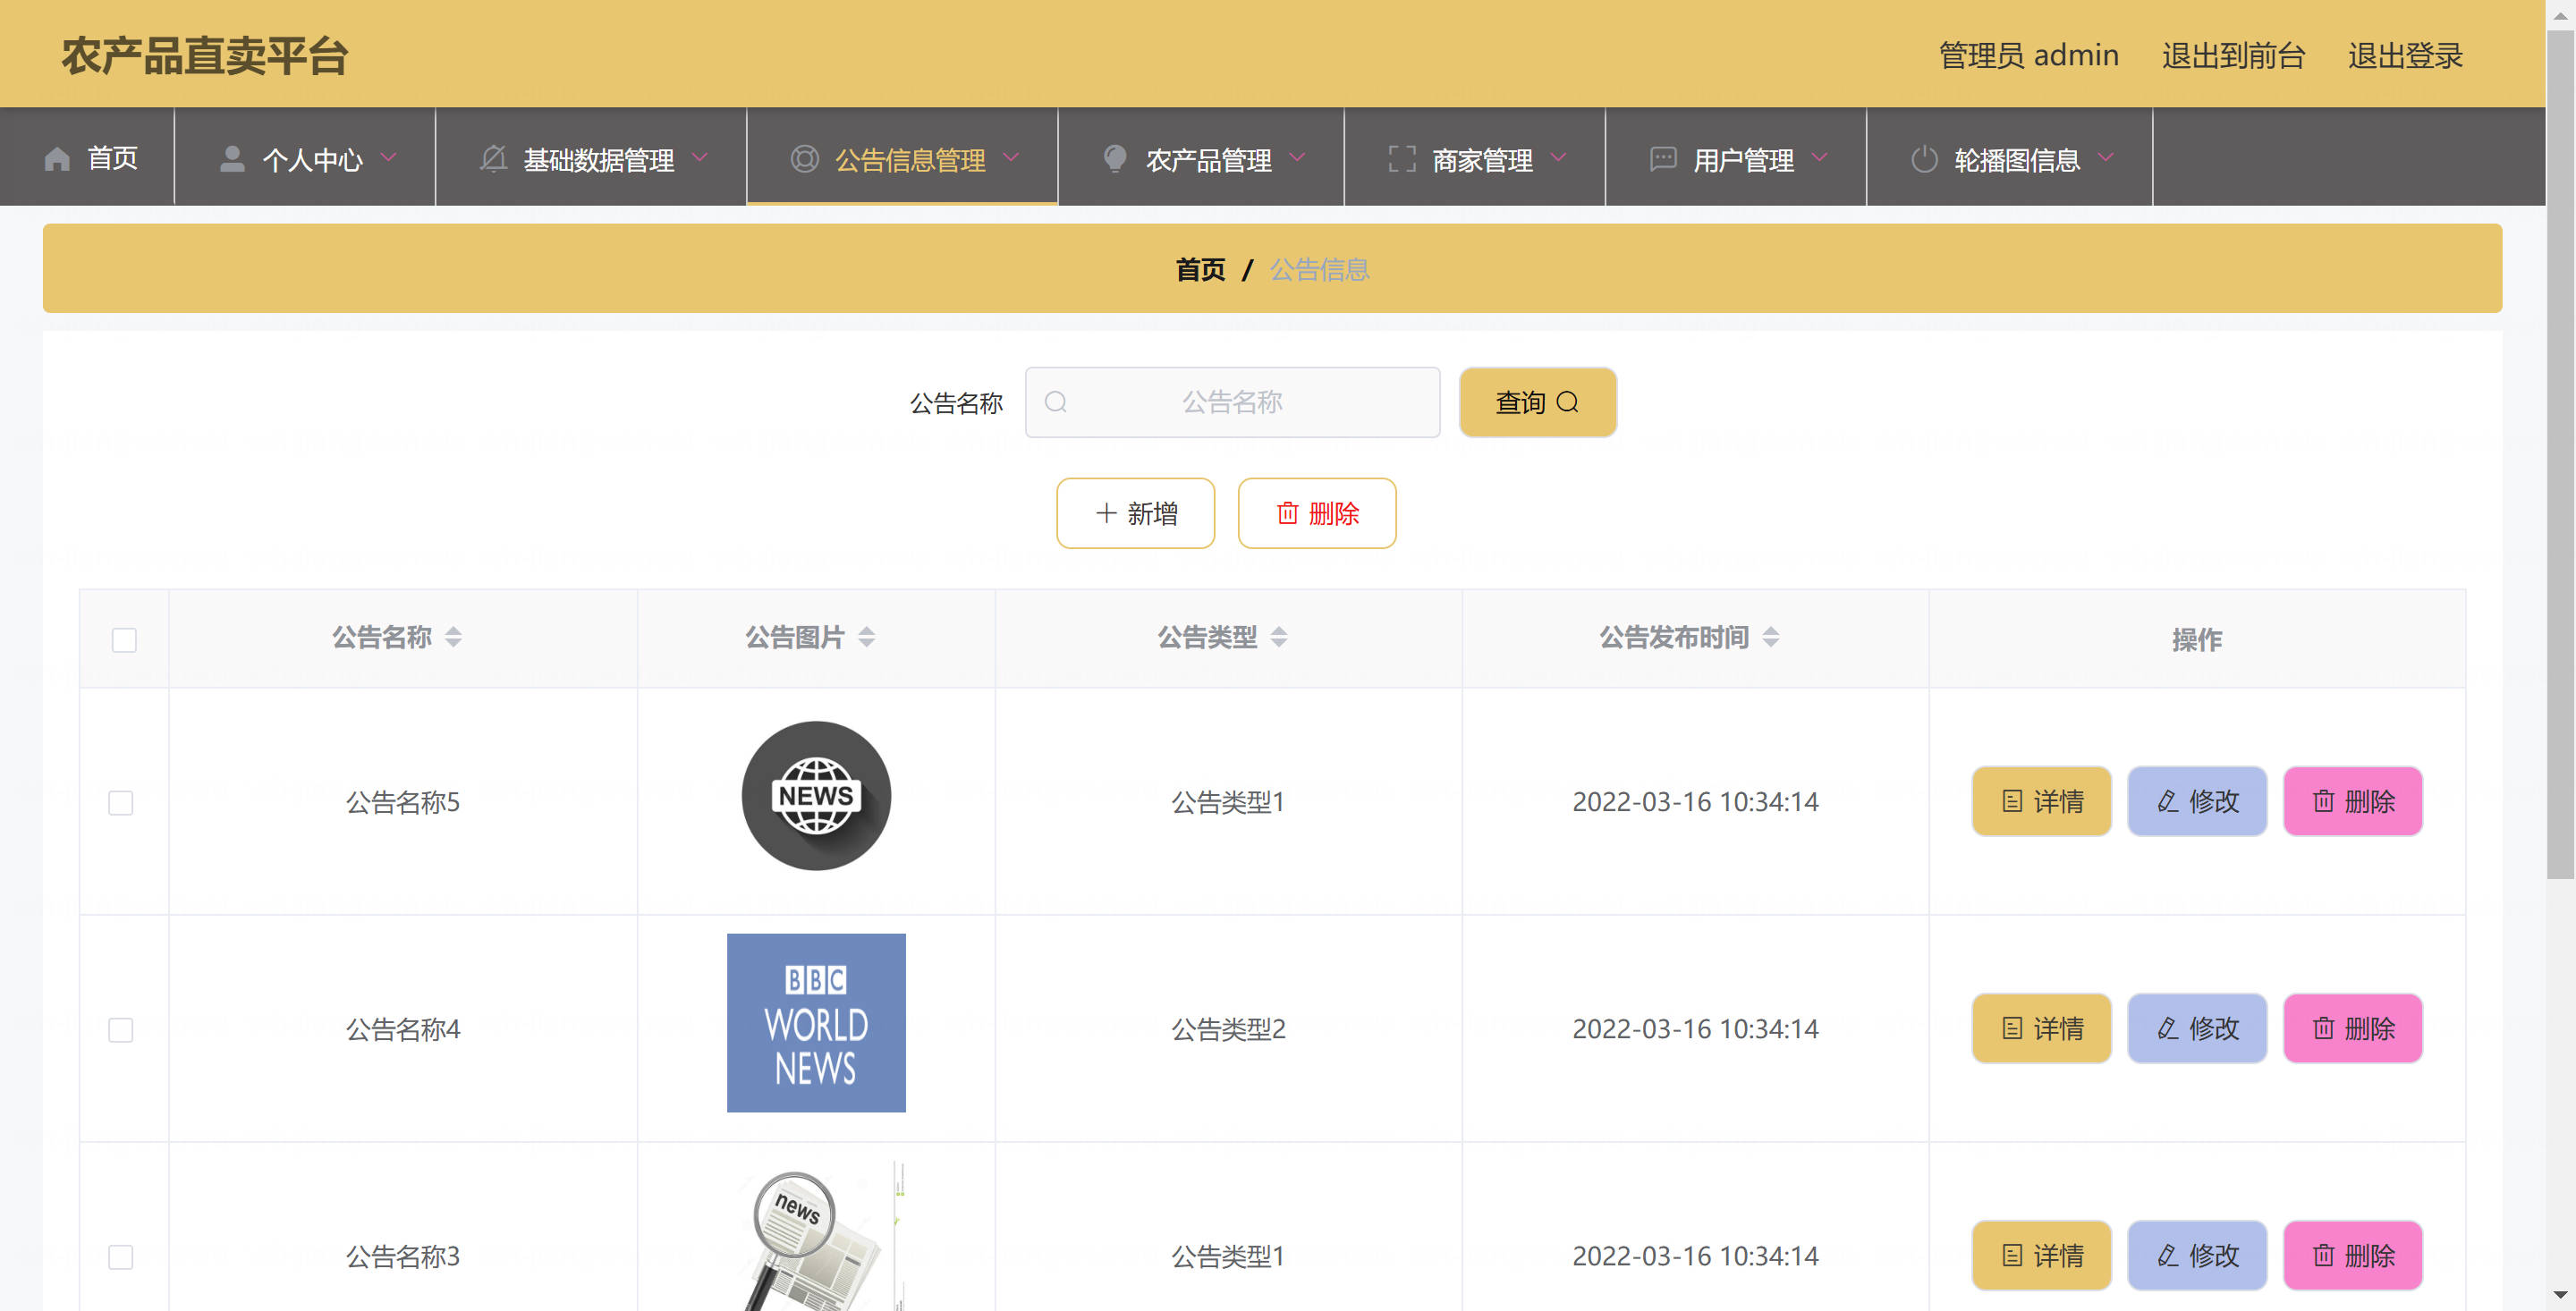 农产品直卖平台 管理员 admin 退出到前台 退出登录
首页 个人中心 基础数据管理 公告信息管理 农产品管理 商家管理 用户管理 轮播图信息
首页 / 公告信息
公告名称 公告名称 查询
新增 删除
公告名称 公告图片 公告类型 公告发布时间 操作
公告名称5 NEWS 公告类型1 2022-03-16 10:34:14 详情 修改 删除
BBC
WORLD
NEWS
公告名称4 公告类型2 2022-03-16 10:34:14 详情 修改 删除
news
公告名称3 公告类型1 2022-03-16 10:34:14 详情 修改 删除